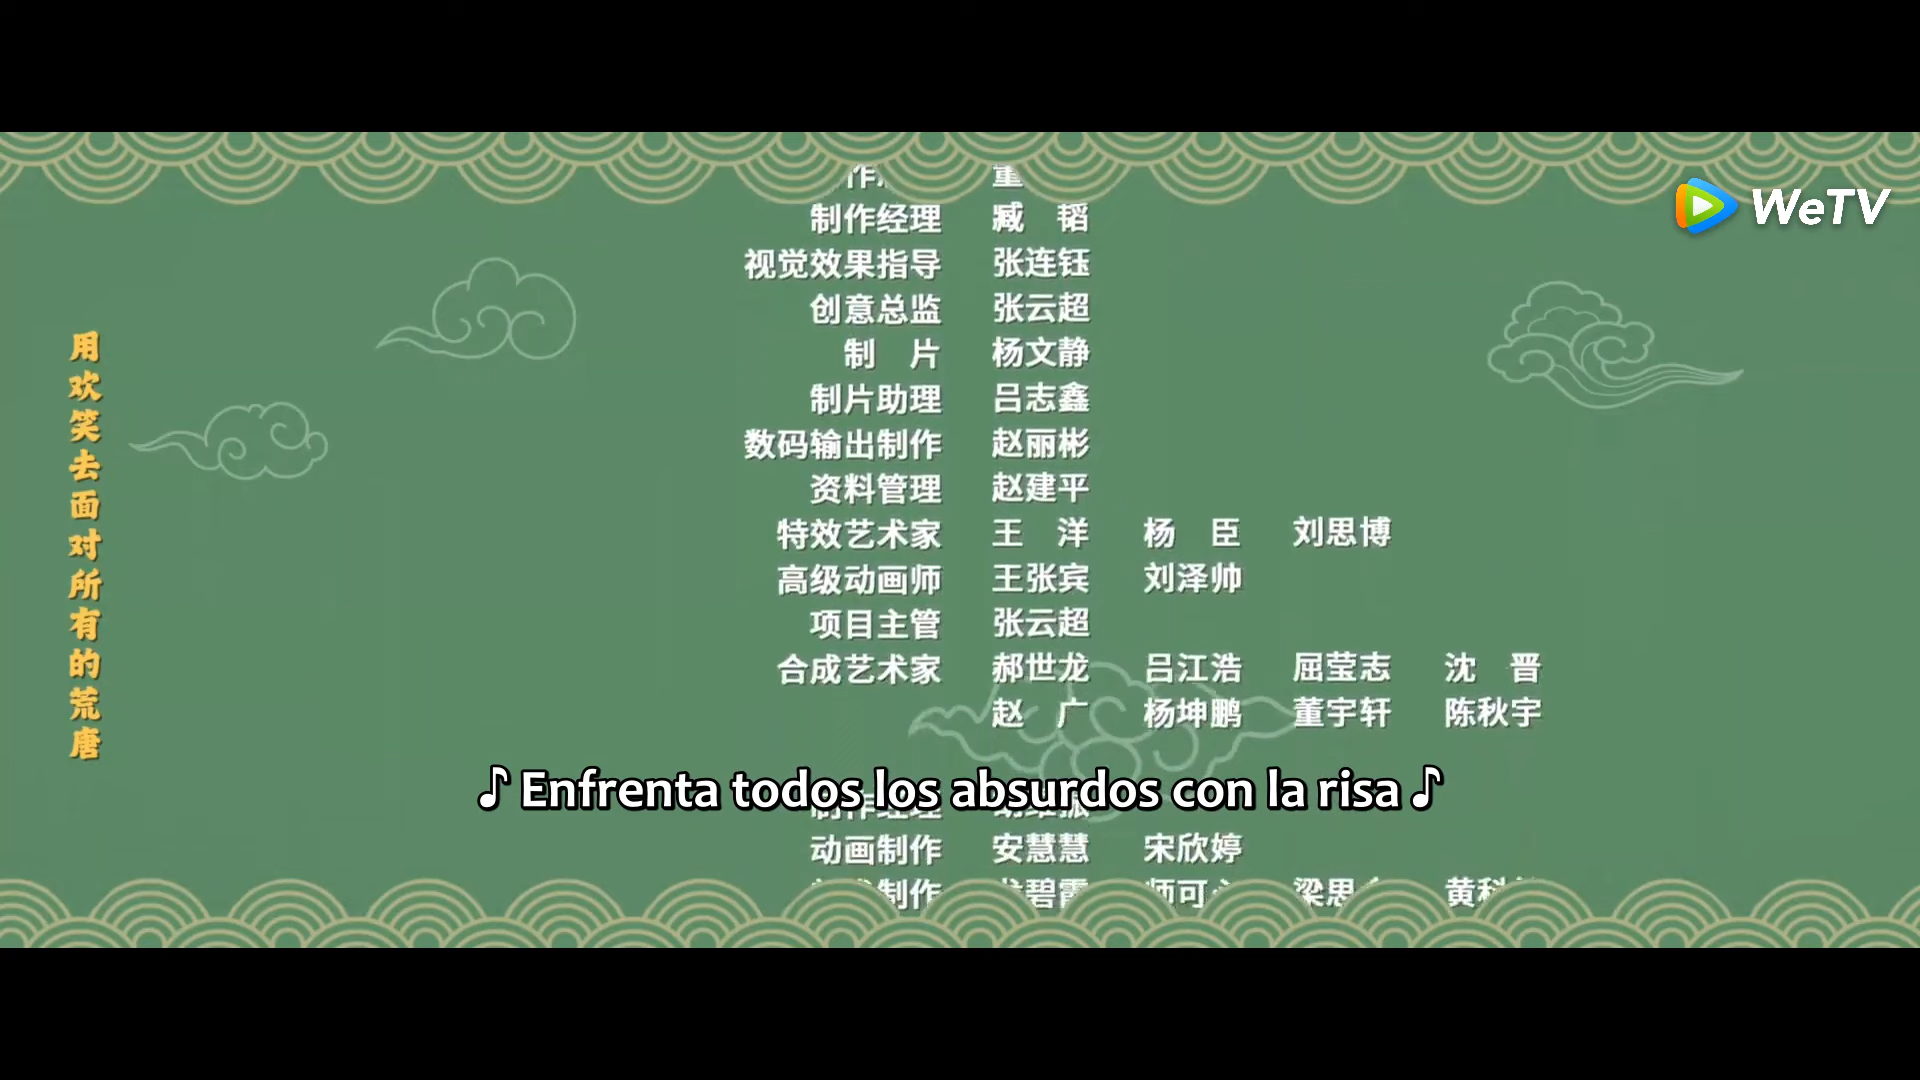 WeTV
制作经理 臧 韬
视觉效果指导 张连钰
创意总监 张云超
制 片 杨文静
制片助理 吕志鑫
数码输出制作 赵丽彬
资料管理 赵建平
特效艺术家 王 洋 杨 臣 刘思博
高级动画师 王张宾 刘泽帅
项目主管 张云超
合成艺术家 郝世龙 吕江浩 屈莹志 沈 晋
赵 广 杨坤鹏 董宇轩 陈秋宇
♪ Enfrenta todos los absurdos con la risa ♪
制作经理
动画制作 安慧慧 宋欣婷
用欢笑去面对所有的荒唐